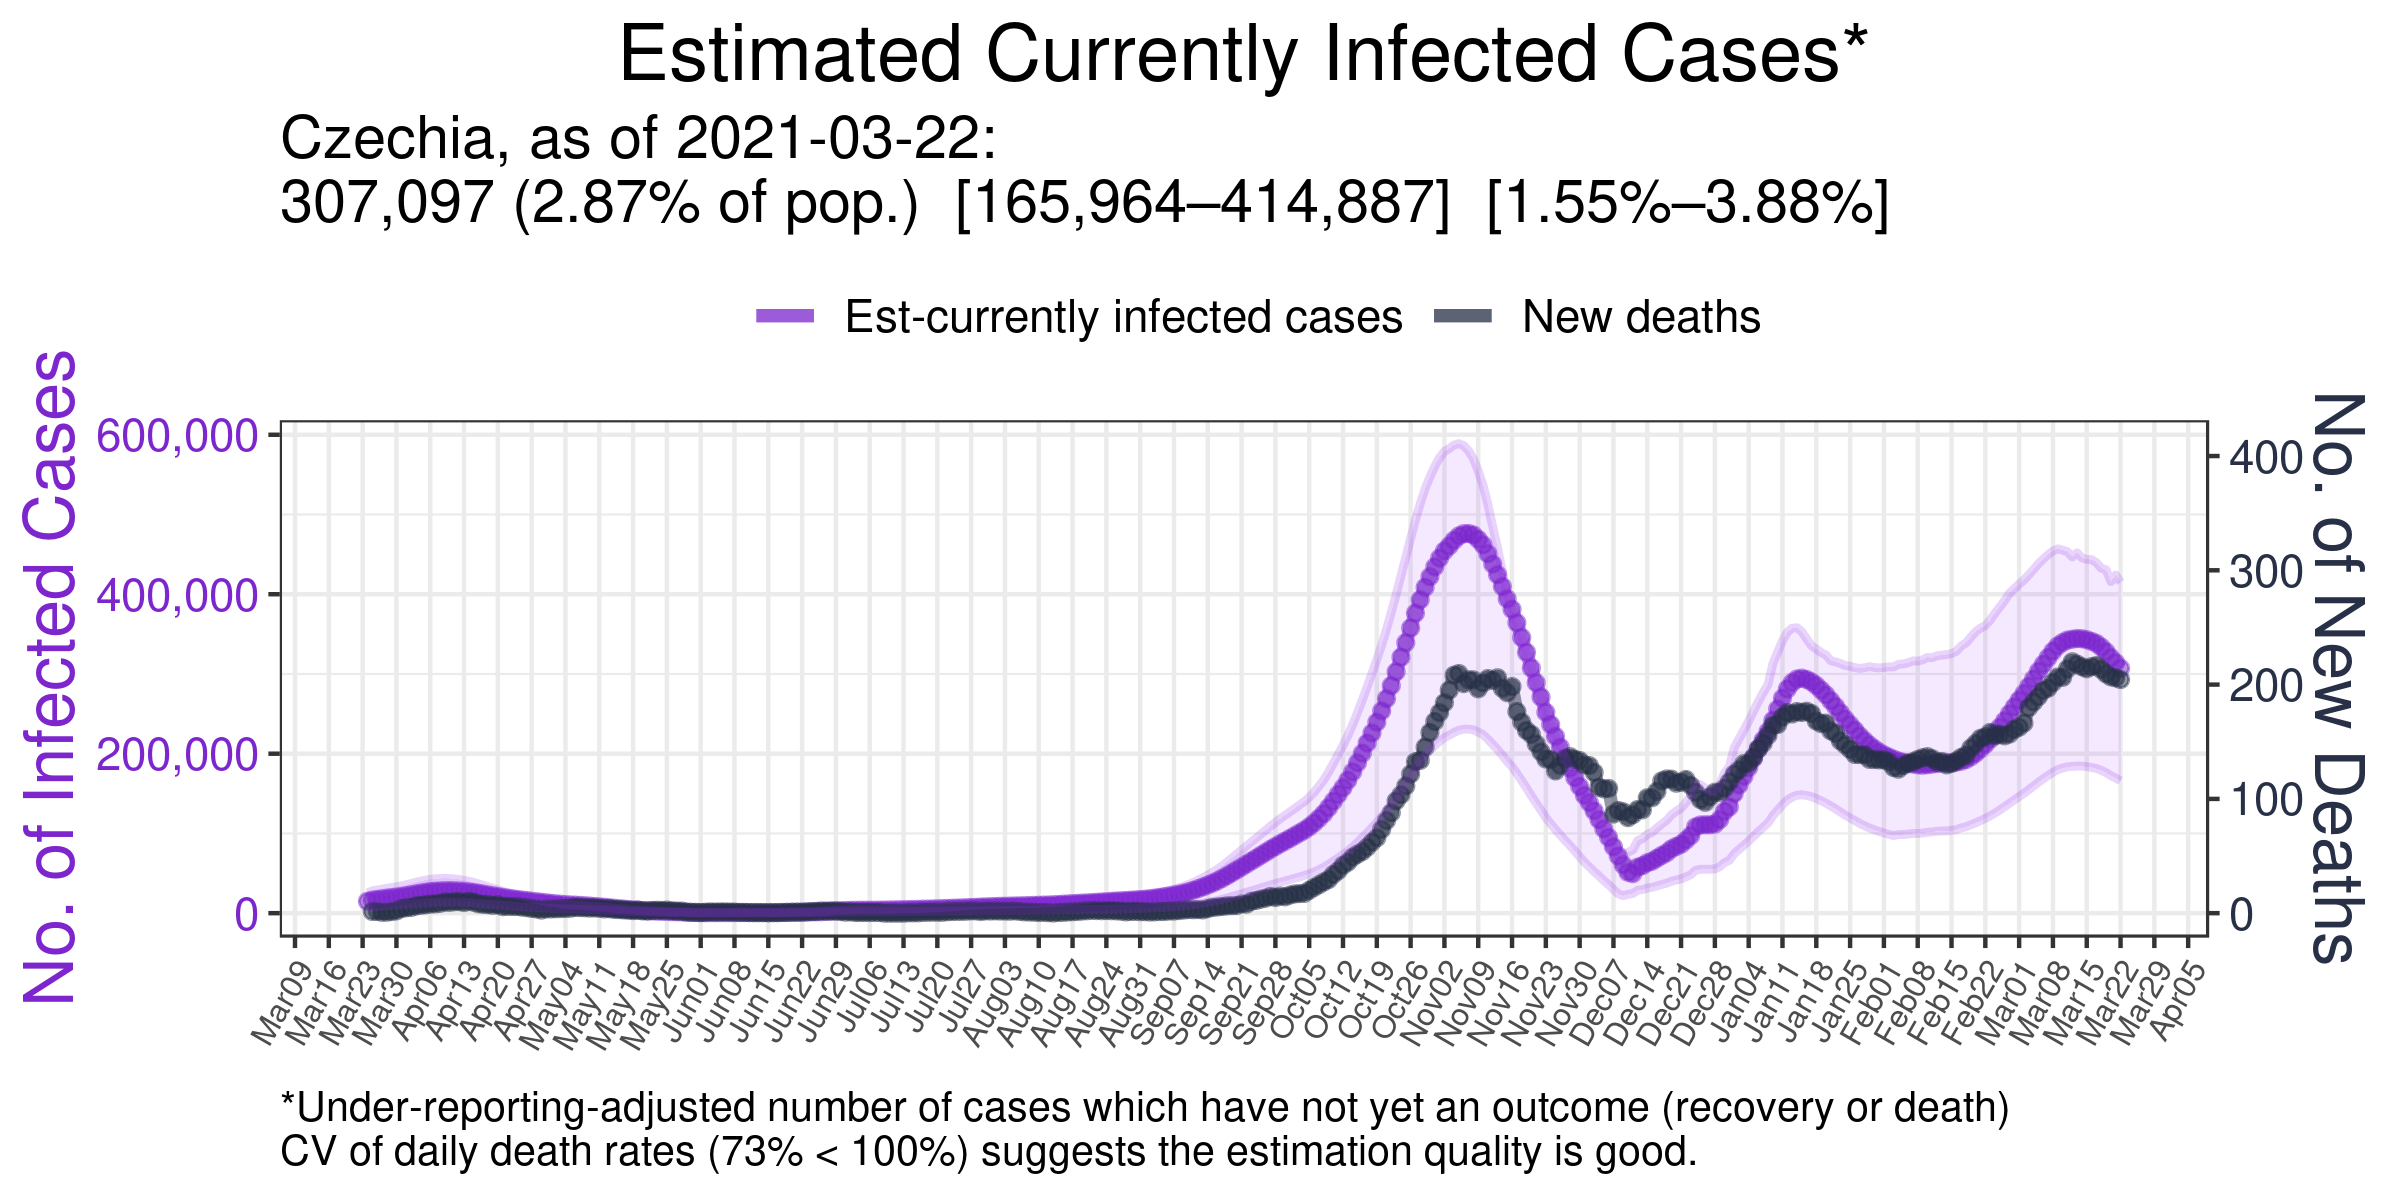 Estimated Currently Infected Cases*
Czechia, as of 2021-03-22:
307,097 (2.87% of pop.)  [165,964–414,887]  [1.55%–3.88%]
Est-currently infected cases
New deaths
No. of Infected Cases
600,000
400,000
200,000
0
400
300
200
100
0
No. of New Deaths
Mar09
Mar16
Mar23
Mar30
Apr06
Apr13
Apr20
Apr27
May04
May11
May18
May25
Jun01
Jun08
Jun15
Jun22
Jun29
Jul06
Jul13
Jul20
Jul27
Aug03
Aug10
Aug17
Aug24
Aug31
Sep07
Sep14
Sep21
Sep28
Oct05
Oct12
Oct19
Oct26
Nov02
Nov09
Nov16
Nov23
Nov30
Dec07
Dec14
Dec21
Dec28
Jan04
Jan11
Jan18
Jan25
Feb01
Feb08
Feb15
Feb22
Mar01
Mar08
Mar15
Mar22
Mar29
Apr05
*Under-reporting-adjusted number of cases which have not yet an outcome (recovery or death)
CV of daily death rates (73% < 100%) suggests the estimation quality is good.